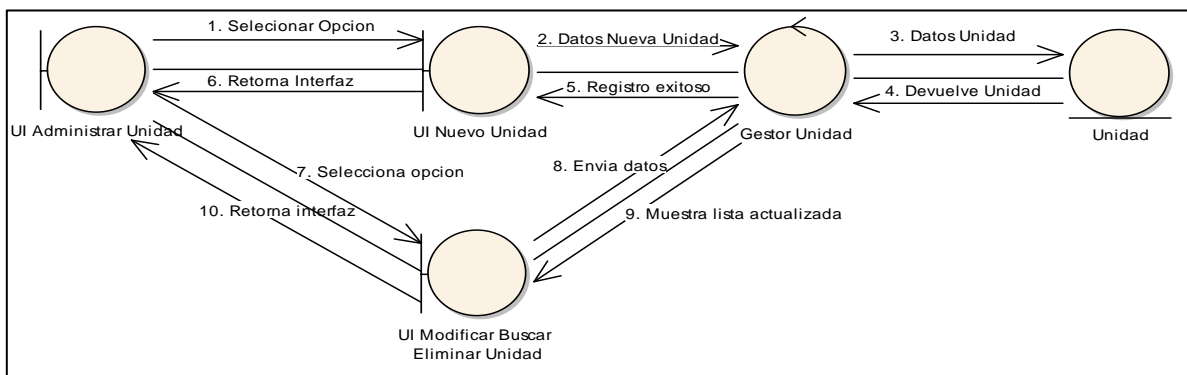 1. Selecionar Opcion
2. Datos Nueva Unidad
3. Datos Unidad
6. Retorna Interfaz
5. Registro exitoso
4. Devuelve Unidad
UI Administrar Unidad
UI Nuevo Unidad
Gestor Unidad
Unidad
7. Selecciona opcion
8. Envia datos
10. Retorna interfaz
9. Muestra lista actualizada
UI Modificar Buscar
Eliminar Unidad